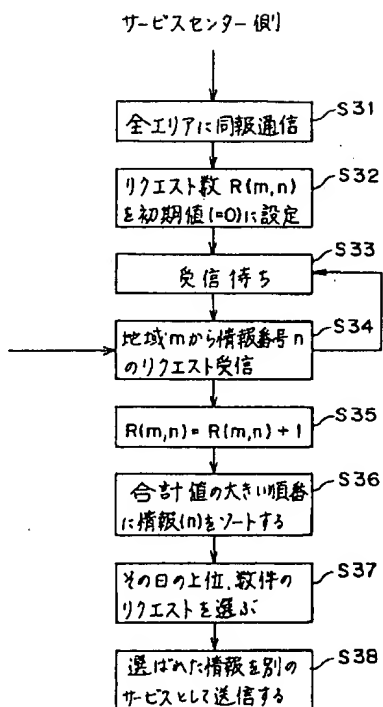 サービスセンター側
S31
全エリアに同報通信
S32
リクエスト数 R(m,n)
を初期値(=0)に設定
S33
受信待ち
S34
地域mから情報番号n
のリクエスト受信
S35
R(m,n)=R(m,n)+1
S36
合計値の大きい順番
に情報(n)をソートする
S37
その日の上位、数件の
リクエストを選ぶ
S38
選ばれた情報を別の
サービスとして送信する